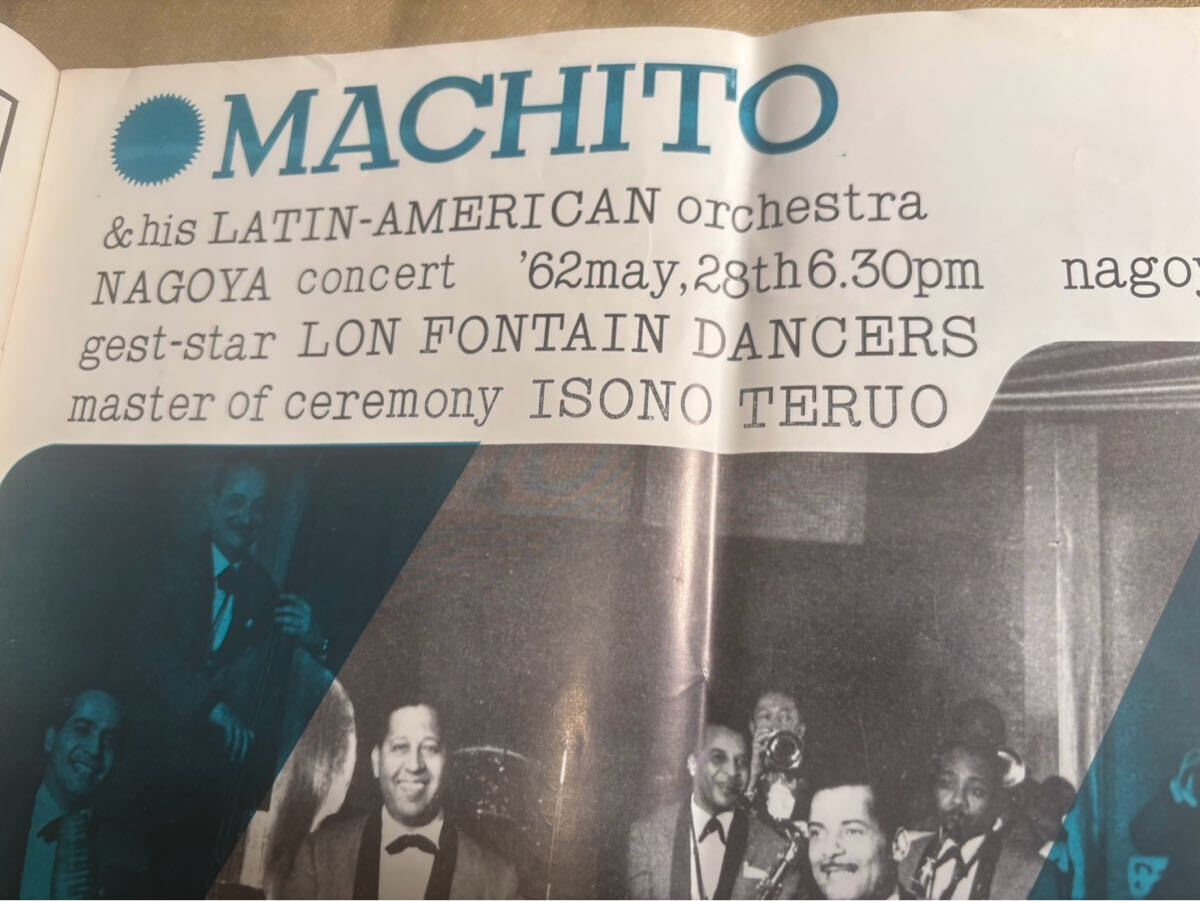 MACHITO
& his LATIN-AMERICAN orchestra
NAGOYA concert '62may,28th6.30pm nagoy
gest-star LON FONTAIN DANCERS
master of ceremony ISONO TERUO